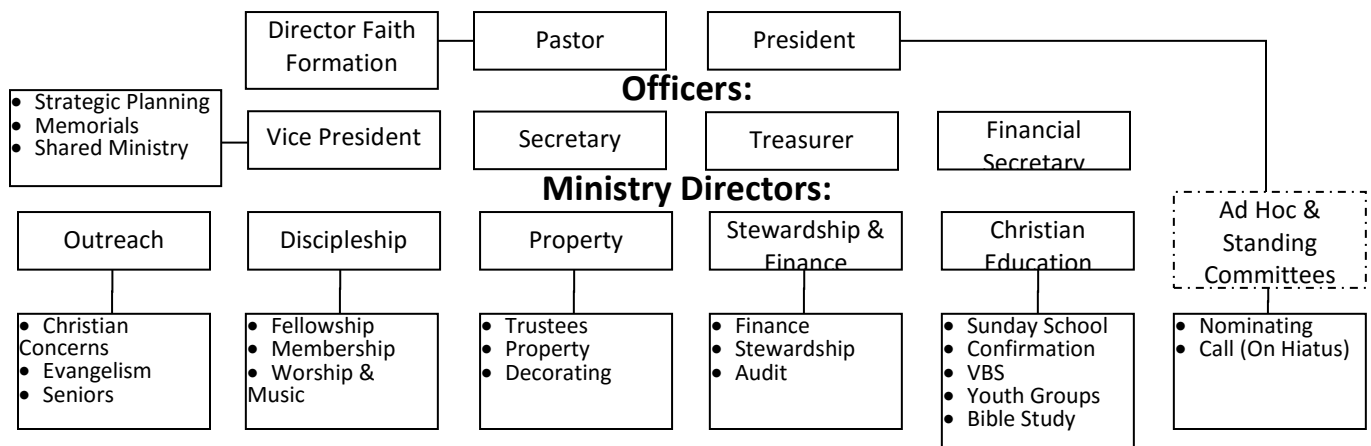 Director Faith
Formation
Pastor
President
Officers:
• Strategic Planning
• Memorials
• Shared Ministry
Vice President
Secretary
Treasurer
Financial
Secretary
Ministry Directors:
Outreach
Discipleship
Property
Stewardship &
Finance
Christian
Education
Ad Hoc &
Standing
Committees
• Christian
Concerns
• Evangelism
• Seniors
• Fellowship
• Membership
• Worship &
Music
• Trustees
• Property
• Decorating
• Finance
• Stewardship
• Audit
• Sunday School
• Confirmation
• VBS
• Youth Groups
• Bible Study
• Nominating
• Call (On Hiatus)